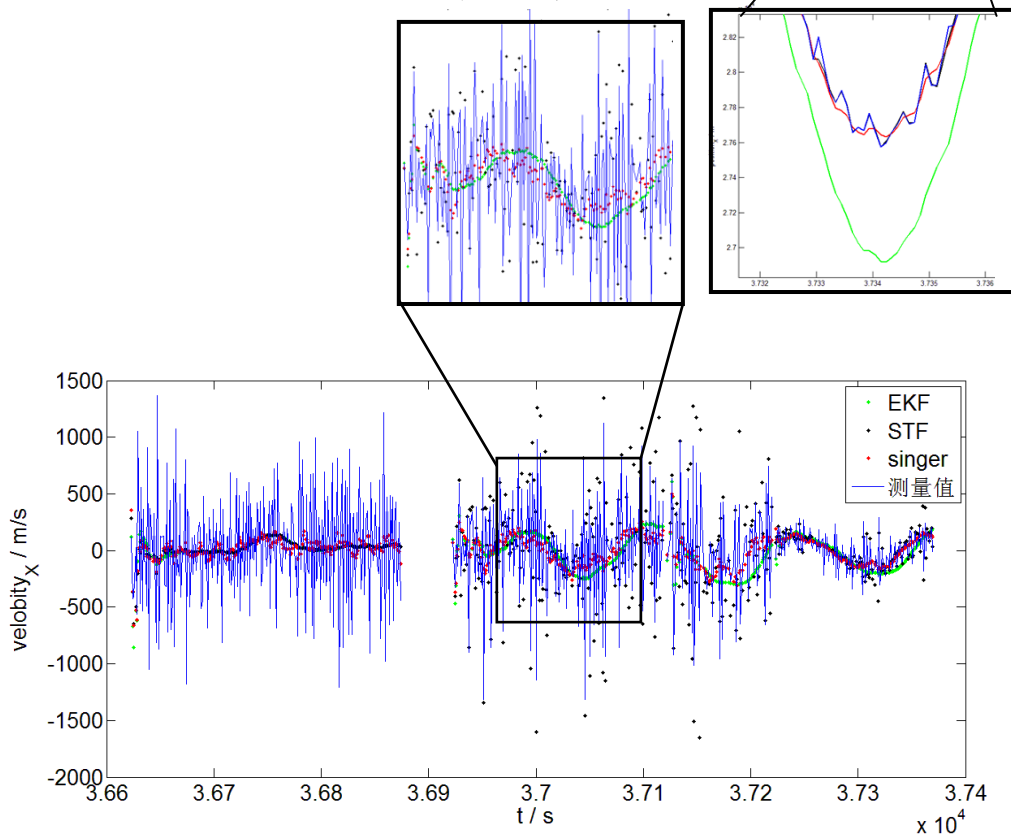 2.82
2.8
2.78
2.76
2.74
2.72
2.7
3.732 3.733 3.734 3.735 3.736
1500
1000
500
0
-500
-1000
-1500
-2000
velobity_X / m/s
EKF
STF
singer
测量值
3.66 3.67 3.68 3.69 3.7 3.71 3.72 3.73 3.74
t / s
x 10^4